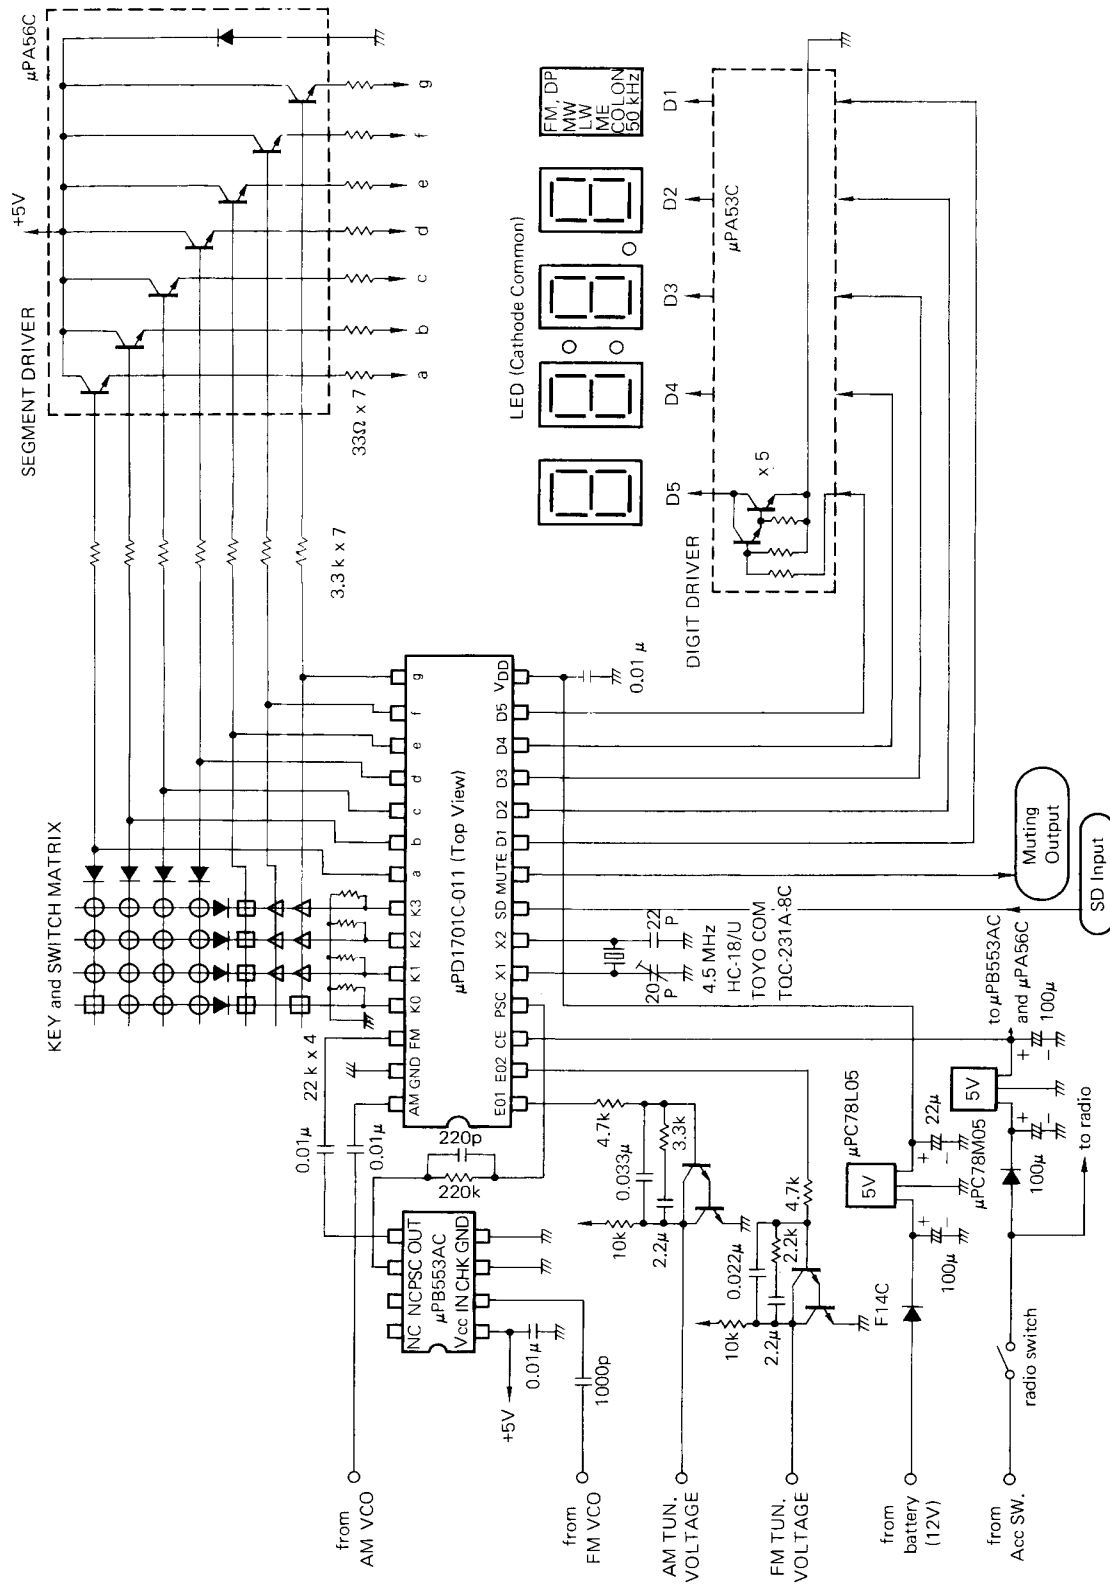 KEY and SWITCH MATRIX
SEGMENT DRIVER
+5V
μPA56C
a
b
c
d
e
f
g
33Ω x 7
3.3 k x 7
22 k x 4
0.01μ
0.01μ
AM
GND
FM
K0
K1
K2
K3
a
b
c
d
e
f
g
μPD1701C-011 (Top View)
E01
E02
CE
PSC
X1
X2
SD
MUTE
D1
D2
D3
D4
D5
VDD
0.01 μ
LED (Cathode Common)
FM, DP
MW
LW
ME
COLON
50 kHz
D5
D4
D3
D2
D1
DIGIT DRIVER
x 5
μPA53C
220p
220k
NC
NC
PSC
OUT
μPB553AC
Vcc
IN
CHK
GND
+5V
0.01μ
1000p
4.7k
0.033μ
3.3k
10k
2.2μ
4.7k
0.022μ
2.2k
10k
2.2μ
20
P
22
P
4.5 MHz
HC-18/U
TOYO COM
TQC-231A-8C
Muting
Output
SD Input
to μPB553AC
and μPA56C
F14C
100μ
5V
μPC78L05
22μ
μPC78M05
5V
100μ
100μ
to radio
radio switch
from
AM VCO
from
FM VCO
AM TUN.
VOLTAGE
FM TUN.
VOLTAGE
from
battery
(12V)
from
Acc SW.